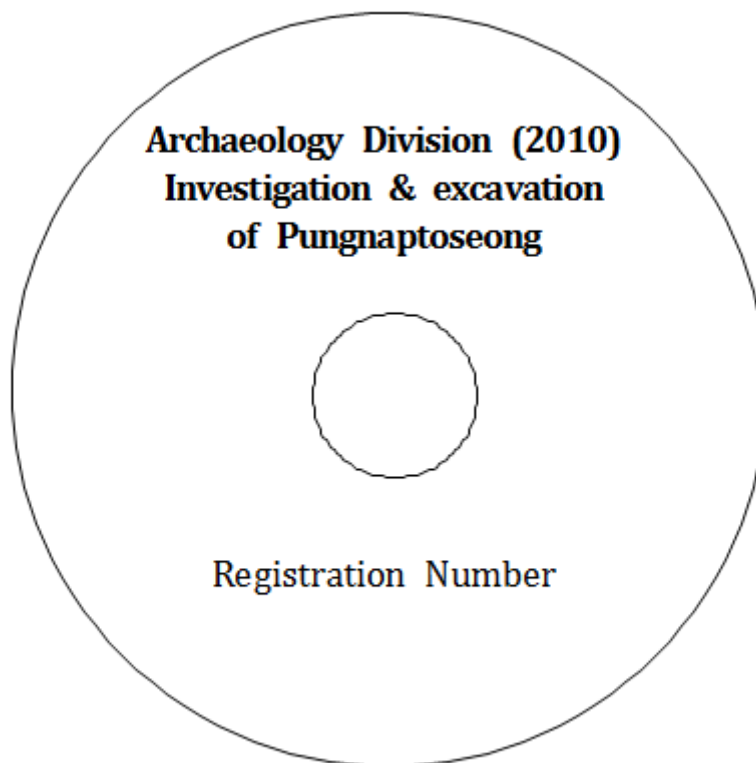 Archaeology Division (2010)
Investigation & excavation
of Pungnaptoseong
Registration Number